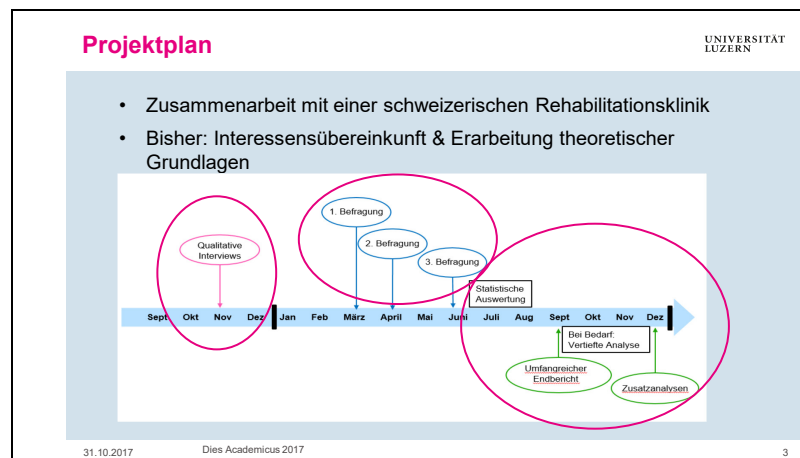 Projektplan
UNIVERSITÄT
LUZERN
• Zusammenarbeit mit einer schweizerischen Rehabilitationsklinik
• Bisher: Interessensübereinkunft & Erarbeitung theoretischer
Grundlagen
1. Befragung
Qualitative
Interviews
2. Befragung
3. Befragung
Statistische
Auswertung
Sept Okt Nov Dez Jan Feb März April Mai Juni Juli Aug Sept Okt Nov Dez
Bei Bedarf:
Vertiefte Analyse
Umfangreicher
Endbericht
Zusatzanalysen
31.10.2017 Dies Academicus 2017 3